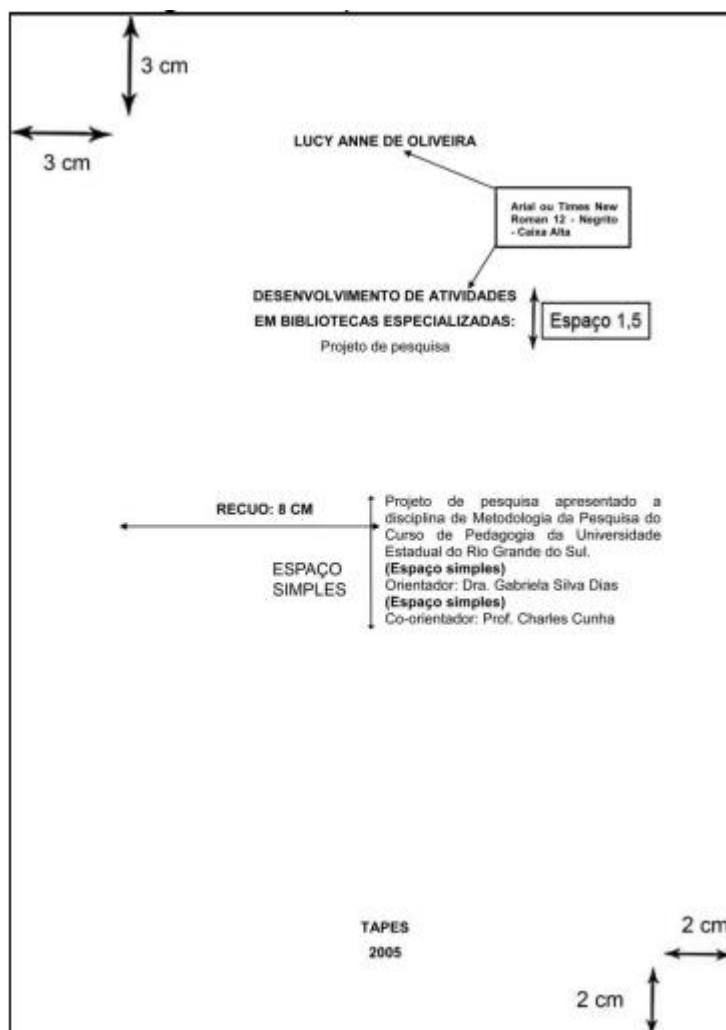 3 cm
3 cm
LUCY ANNE DE OLIVEIRA
Arial ou Times New
Roman 12 - Negrito
- Caixa Alta
DESENVOLVIMENTO DE ATIVIDADES
EM BIBLIOTECAS ESPECIALIZADAS:
Espaço 1,5
Projeto de pesquisa
RECUO: 8 CM
ESPAÇO
SIMPLES
Projeto de pesquisa apresentado a
disciplina de Metodologia da Pesquisa do
Curso de Pedagogia da Universidade
Estadual do Rio Grande do Sul.
(Espaço simples)
Orientador: Dra. Gabriela Silva Dias
(Espaço simples)
Co-orientador: Prof. Charles Cunha
TAPES
2005
2 cm
2 cm